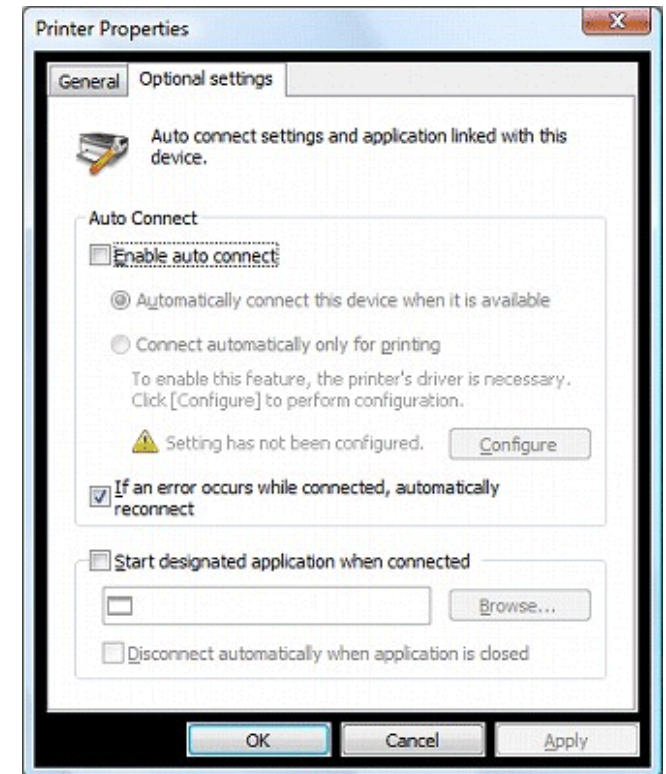 Printer Properties
General Optional settings
Auto connect settings and application linked with this
device.
Auto Connect
Enable auto connect
Automatically connect this device when it is available
Connect automatically only for printing
To enable this feature, the printer's driver is necessary.
Click [Configure] to perform configuration.
Setting has not been configured. Configure
If an error occurs while connected, automatically
reconnect
Start designated application when connected
Browse...
Disconnect automatically when application is closed
OK Cancel Apply